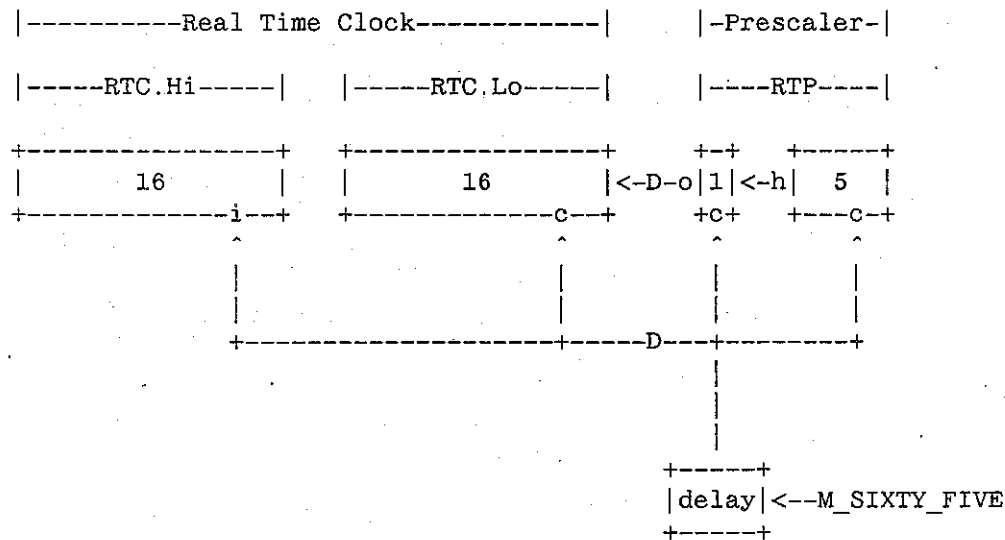 |----------Real Time Clock------------|     |-Prescaler-|
|-----RTC.Hi-----|   |-----RTC.Lo-----|     |----RTP----|
+----------------+   +----------------+     +-+   +-----+
|       16       |   |       16       |<-D-o|1|<-h|  5  |
+-------------i--+   +-------------c--+     +c+   +---c-+
              ^                    ^         ^        ^
              |                    |         |        |
              |                    |         |        |
              +--------------------+-----D---+--------+
                                             |
                                             |
                                             |
                                          +-----+
                                          |delay|<--M_SIXTY_FIVE
                                          +-----+